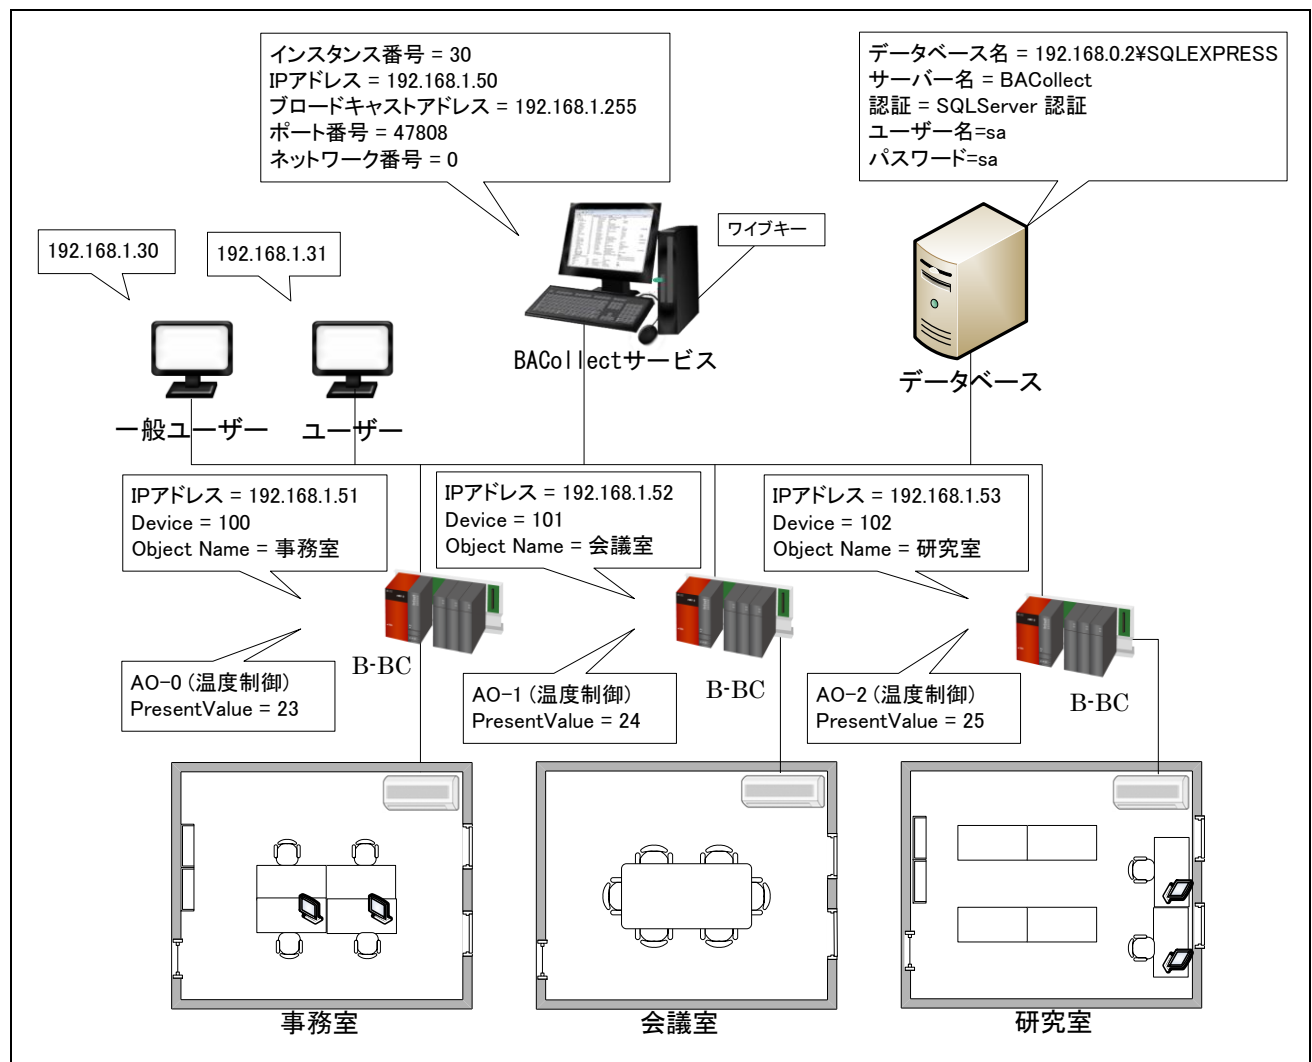 インスタンス番号 = 30
IPアドレス = 192.168.1.50
ブロードキャストアドレス = 192.168.1.255
ポート番号 = 47808
ネットワーク番号 = 0
データベース名 = 192.168.0.2¥SQLEXPRESS
サーバー名 = BACollect
認証 = SQLServer 認証
ユーザー名=sa
パスワード=sa
ワイブキー
192.168.1.30
192.168.1.31
BACollectサービス
データベース
一般ユーザー
ユーザー
IPアドレス = 192.168.1.51
Device = 100
Object Name = 事務室
IPアドレス = 192.168.1.52
Device = 101
Object Name = 会議室
IPアドレス = 192.168.1.53
Device = 102
Object Name = 研究室
B-BC
B-BC
B-BC
AO-0 (温度制御)
PresentValue = 23
AO-1 (温度制御)
PresentValue = 24
AO-2 (温度制御)
PresentValue = 25
事務室
会議室
研究室